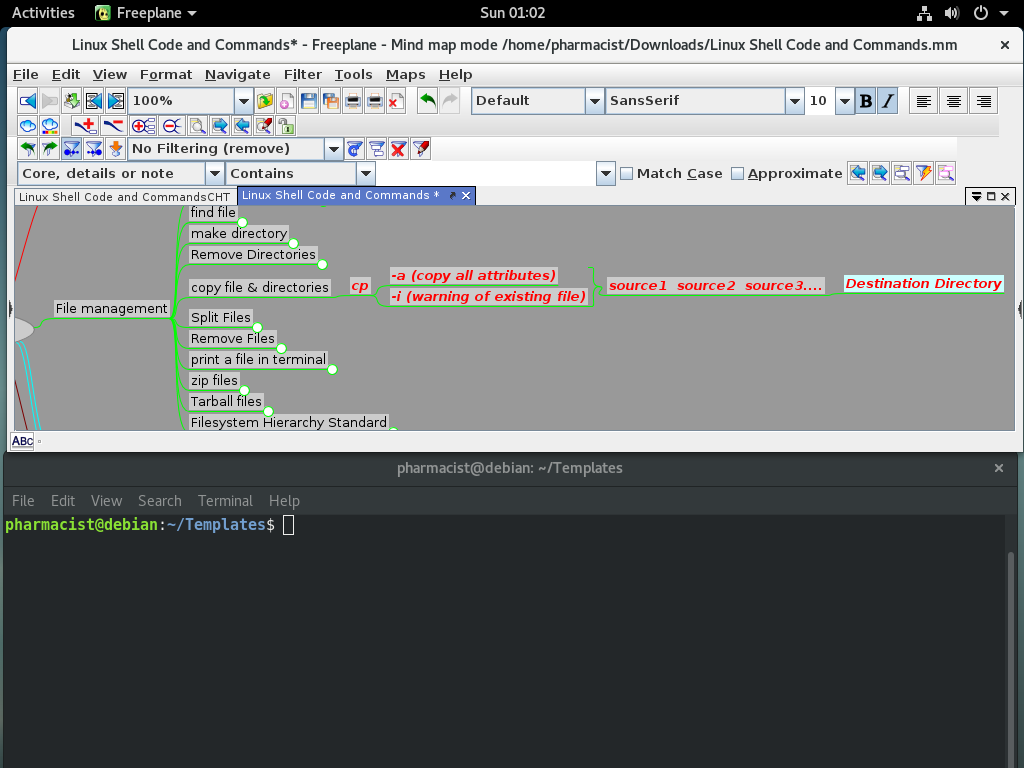 Activities Freeplane Sun 01:02
Linux Shell Code and Commands* - Freeplane - Mind map mode /home/pharmacist/Downloads/Linux Shell Code and Commands.mm
File Edit View Format Navigate Filter Tools Maps Help
100% Default SansSerif 10 B I
No Filtering (remove)
Core, details or note Contains Match Case Approximate
Linux Shell Code and CommandsCHT Linux Shell Code and Commands *
find file
make directory
Remove Directories
-a (copy all attributes)
copy file & directories cp source1 source2 source3.... Destination Directory
-i (warning of existing file)
File management
Split Files
Remove Files
print a file in terminal
zip files
Tarball files
Filesystem Hierarchy Standard
ABC
pharmacist@debian: ~/Templates
File Edit View Search Terminal Help
pharmacist@debian:~/Templates$